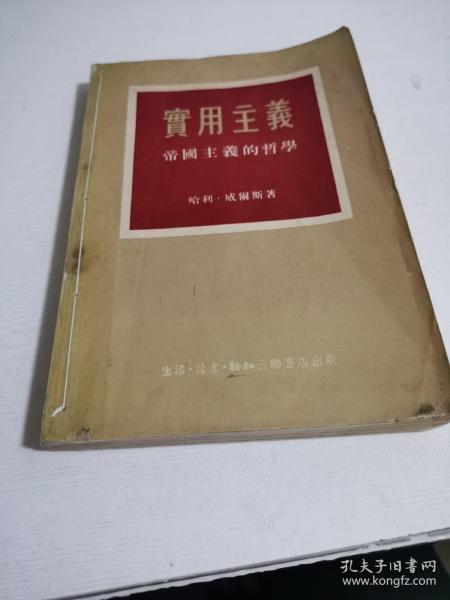 實用主義
帝國主義的哲學
哈利·威爾斯著
生活·讀書·新知三聯書店出版
孔夫子旧书网
www.kongfz.com